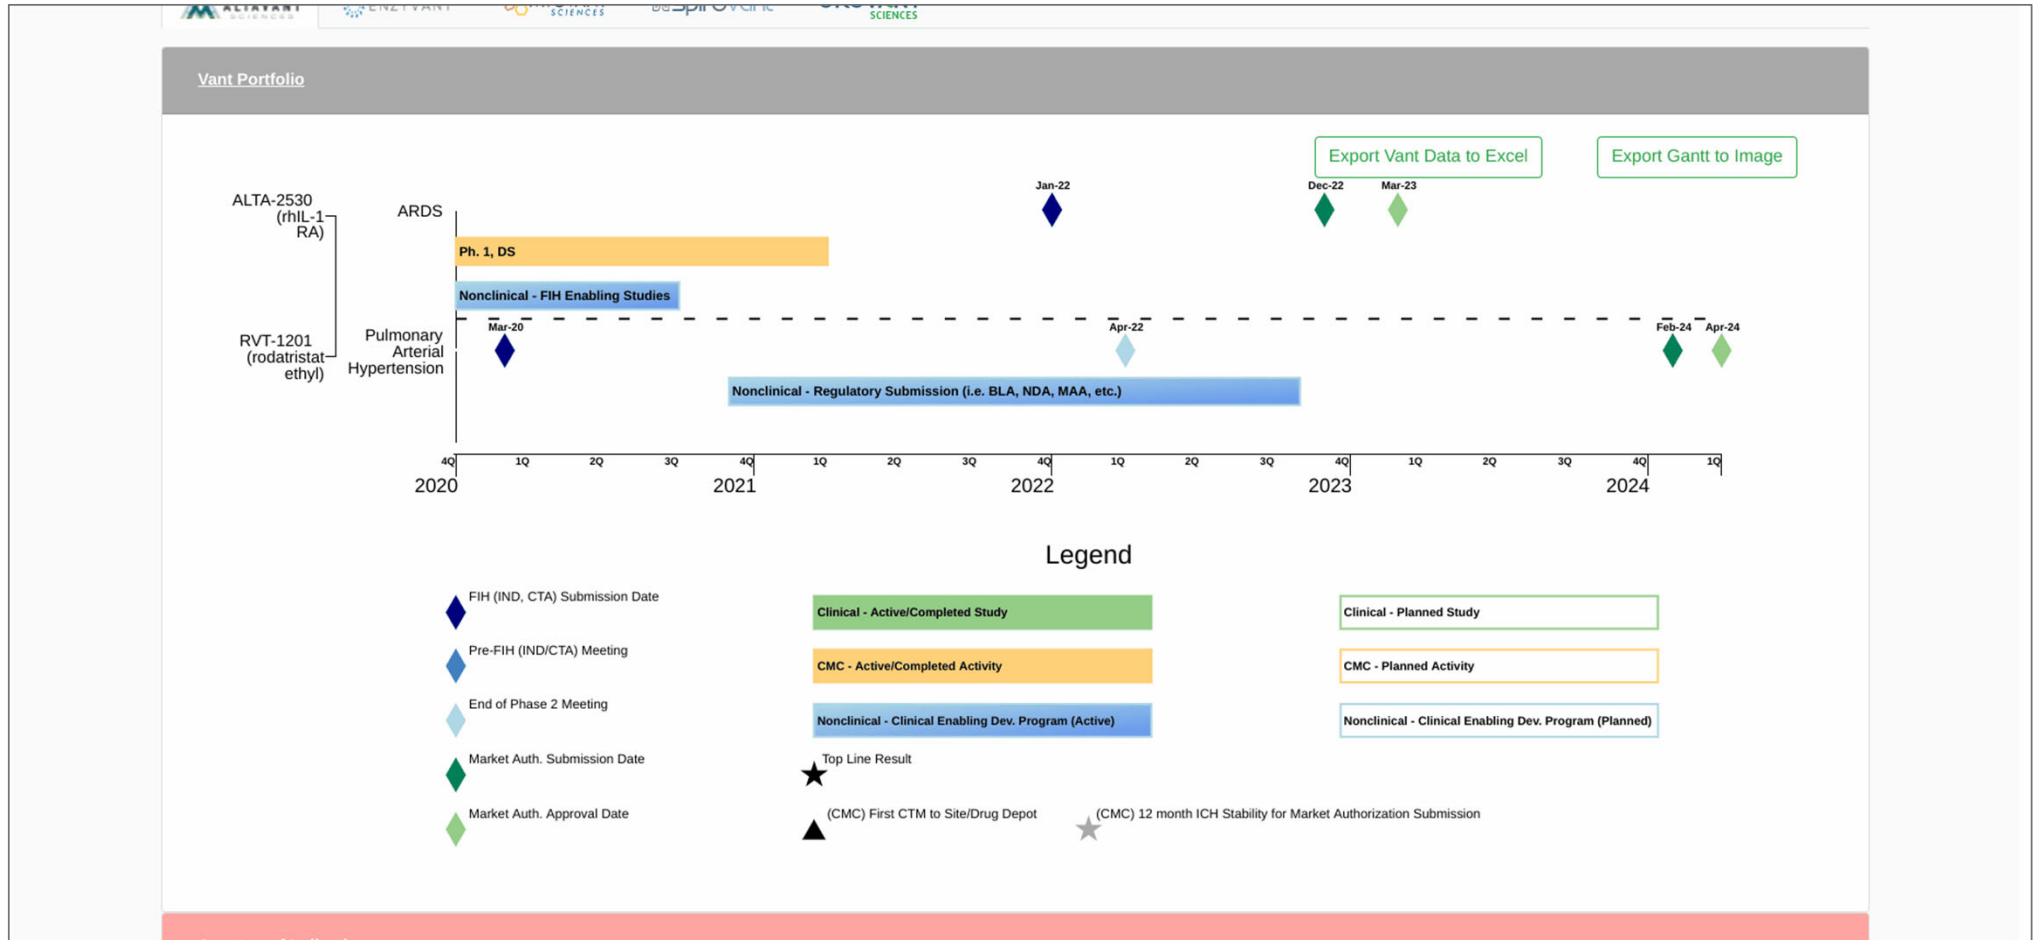 ALTAVANT
SCIENCES
ENZYVANT
SCIENCES
Spirovant
SCIENCES
Vant Portfolio
Export Vant Data to Excel
Export Gantt to Image
Jan-22
Dec-22
Mar-23
ALTA-2530
(rhIL-1
RA)
ARDS
Ph. 1, DS
Nonclinical - FIH Enabling Studies
Mar-20
Apr-22
Feb-24
Apr-24
RVT-1201
(rodatristat
ethyl)
Pulmonary
Arterial
Hypertension
Nonclinical - Regulatory Submission (i.e. BLA, NDA, MAA, etc.)
4Q 1Q 2Q 3Q 4Q 1Q 2Q 3Q 4Q 1Q 2Q 3Q 4Q 1Q 2Q 3Q 4Q 1Q
2020 2021 2022 2023 2024
Legend
FIH (IND, CTA) Submission Date
Clinical - Active/Completed Study
Clinical - Planned Study
Pre-FIH (IND/CTA) Meeting
CMC - Active/Completed Activity
CMC - Planned Activity
End of Phase 2 Meeting
Nonclinical - Clinical Enabling Dev. Program (Active)
Nonclinical - Clinical Enabling Dev. Program (Planned)
Market Auth. Submission Date
Top Line Result
Market Auth. Approval Date
(CMC) First CTM to Site/Drug Depot
(CMC) 12 month ICH Stability for Market Authorization Submission